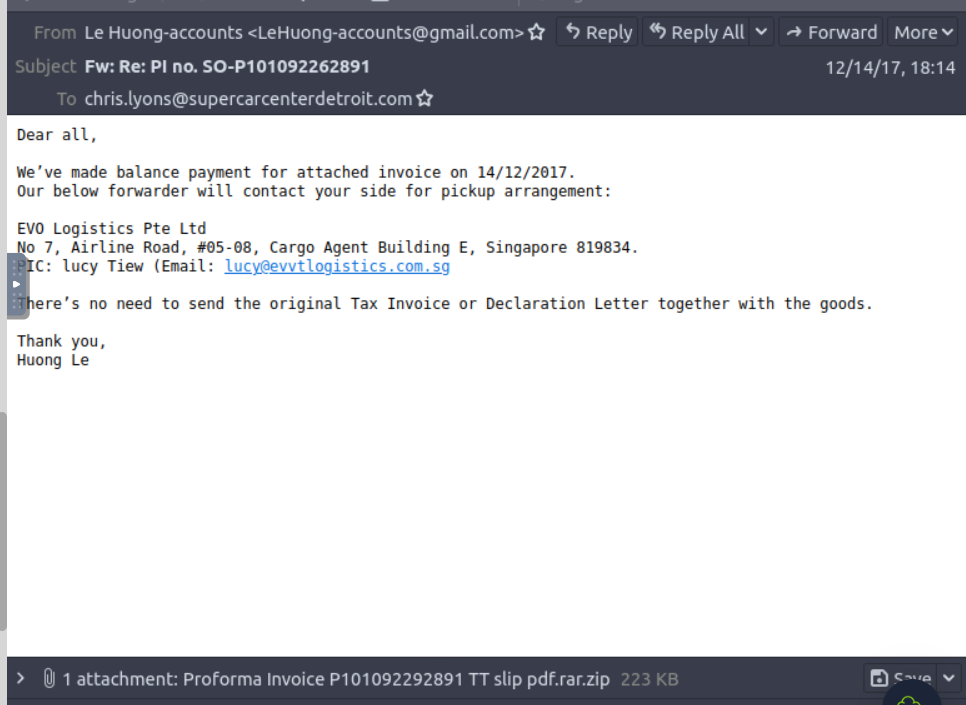 From Le Huong-accounts <LeHuong-accounts@gmail.com> Reply Reply All Forward More
Subject Fw: Re: PI no. SO-P101092262891 12/14/17, 18:14
To chris.lyons@supercarcenterdetroit.com
Dear all,
We’ve made balance payment for attached invoice on 14/12/2017.
Our below forwarder will contact your side for pickup arrangement:
EVO Logistics Pte Ltd
No 7, Airline Road, #05-08, Cargo Agent Building E, Singapore 819834.
PIC: lucy Tiew (Email: lucy@evvtlogistics.com.sg
There’s no need to send the original Tax Invoice or Declaration Letter together with the goods.
Thank you,
Huong Le
1 attachment: Proforma Invoice P101092292891 TT slip pdf.rar.zip 223 KB Save